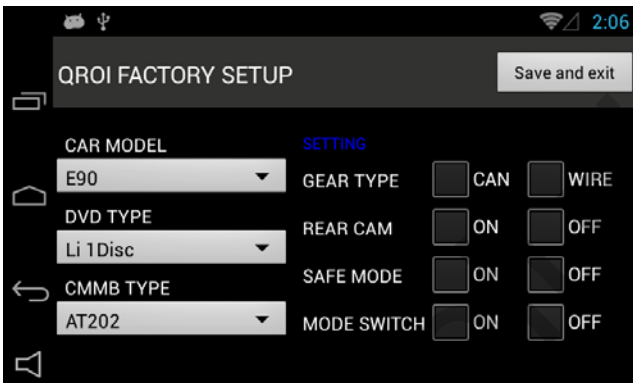 2:06
QROI FACTORY SETUP
Save and exit
CAR MODEL
E90
DVD TYPE
Li 1Disc
CMMB TYPE
AT202
SETTING
GEAR TYPE CAN WIRE
REAR CAM ON OFF
SAFE MODE ON OFF
MODE SWITCH ON OFF